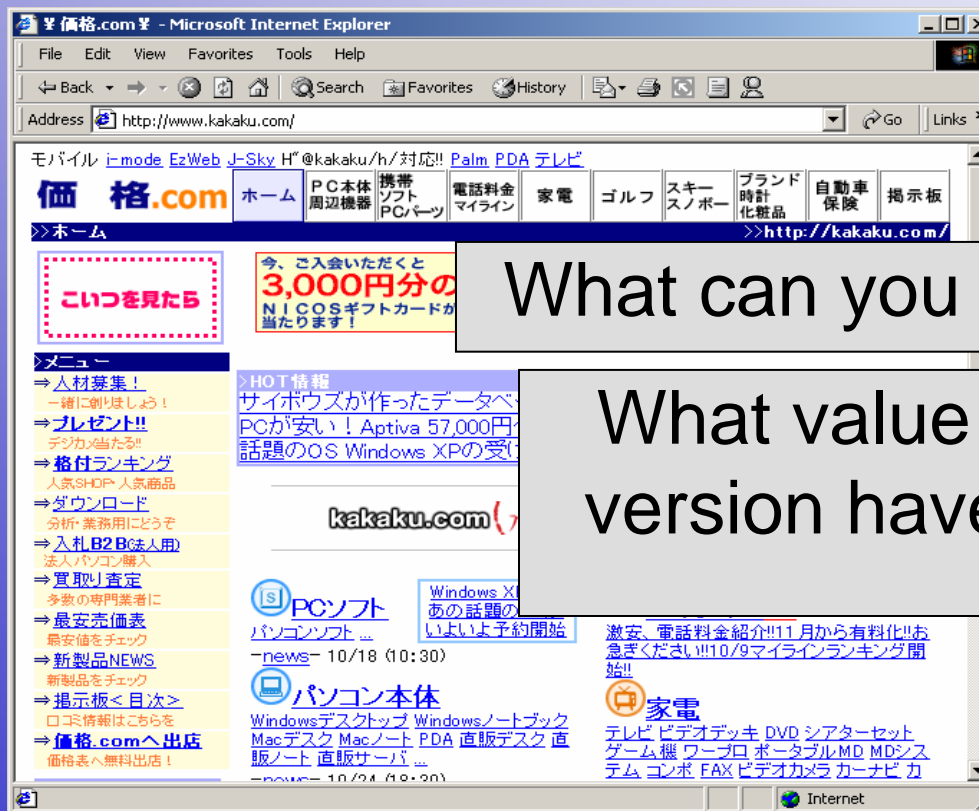 ¥ 価格.com ¥ - Microsoft Internet Explorer
File Edit View Favorites Tools Help
Back Search Favorites History
Address http://www.kakaku.com/ Go Links
モバイル i-mode EzWeb J-Sky H"@kakaku/h/対応!! Palm PDA テレビ
価格.com ホーム PC本体周辺機器 携帯ソフトPCパーツ 電話料金マイライン 家電 ゴルフ スキースノボー ブランド時計化粧品 自動車保険 掲示板
>>ホーム >>http://kakaku.com/
こいつを見たら
今、ご入会いただくと
3,000円分の
NICOSギフトカードが
当たります！
What can you
>メニュー
⇒人材募集！
一緒に創りましょう！
⇒プレゼント!!
デジカメ当たる!!
⇒格付ランキング
人気SHOP・人気商品
⇒ダウンロード
分析・業務用にどうぞ
⇒入札B2B(法人用)
法人パソコン購入
⇒買取り査定
多数の専門業者に
⇒最安売価表
最安値をチェック
⇒新製品NEWS
新製品をチェック
⇒掲示板<目次>
口コミ情報はこちらを
⇒価格.comへ出店
価格表へ無料出店！
>HOT情報
サイボウズが作ったデータベ
PCが安い！Aptiva 57,000円
話題のOS Windows XPの受け
What value
version have
kakaku.com
PCソフト
パソコンソフト ...
Windows XP
あの話題の
いよいよ予約開始
-news- 10/18 (10:30)
パソコン本体
Windowsデスクトップ Windowsノートブック
Macデスク Macノート PDA 直販デスク 直
販ノート 直販サーバ ...
-news- 10/24 (18:20)
激安、電話料金紹介!!11月から有料化!!お
急ぎください!!10/9マイラインランキング開
始!!
家電
テレビ ビデオデッキ DVD シアターセット
ゲーム機 ワープロ ポータブルMD MDシス
テム コンポ FAX ビデオカメラ カーナビ カ
Internet